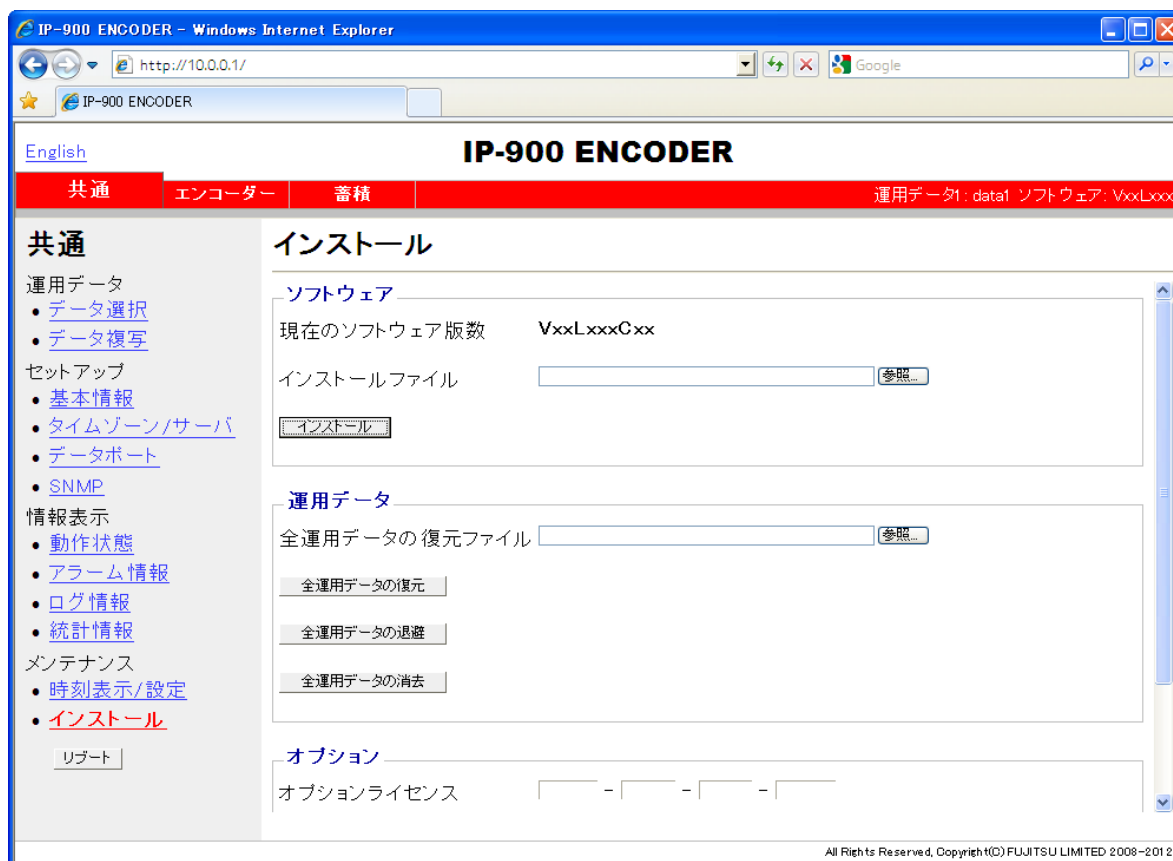 IP-900 ENCODER - Windows Internet Explorer
http://10.0.0.1/
Google
IP-900 ENCODER
English
IP-900 ENCODER
共通
エンコーダー
蓄積
運用データ1: data1 ソフトウェア: VxxLxxx
共通
運用データ
データ選択
データ複写
セットアップ
基本情報
タイムゾーン/サーバ
データポート
SNMP
情報表示
動作状態
アラーム情報
ログ情報
統計情報
メンテナンス
時刻表示/設定
インストール
リブート
インストール
ソフトウェア
現在のソフトウェア版数 VxxLxxxCxx
インストールファイル 参照...
インストール
運用データ
全運用データの復元ファイル 参照...
全運用データの復元
全運用データの退避
全運用データの消去
オプション
オプションライセンス - - -
All Rights Reserved, Copyright(C) FUJITSU LIMITED 2008-2012